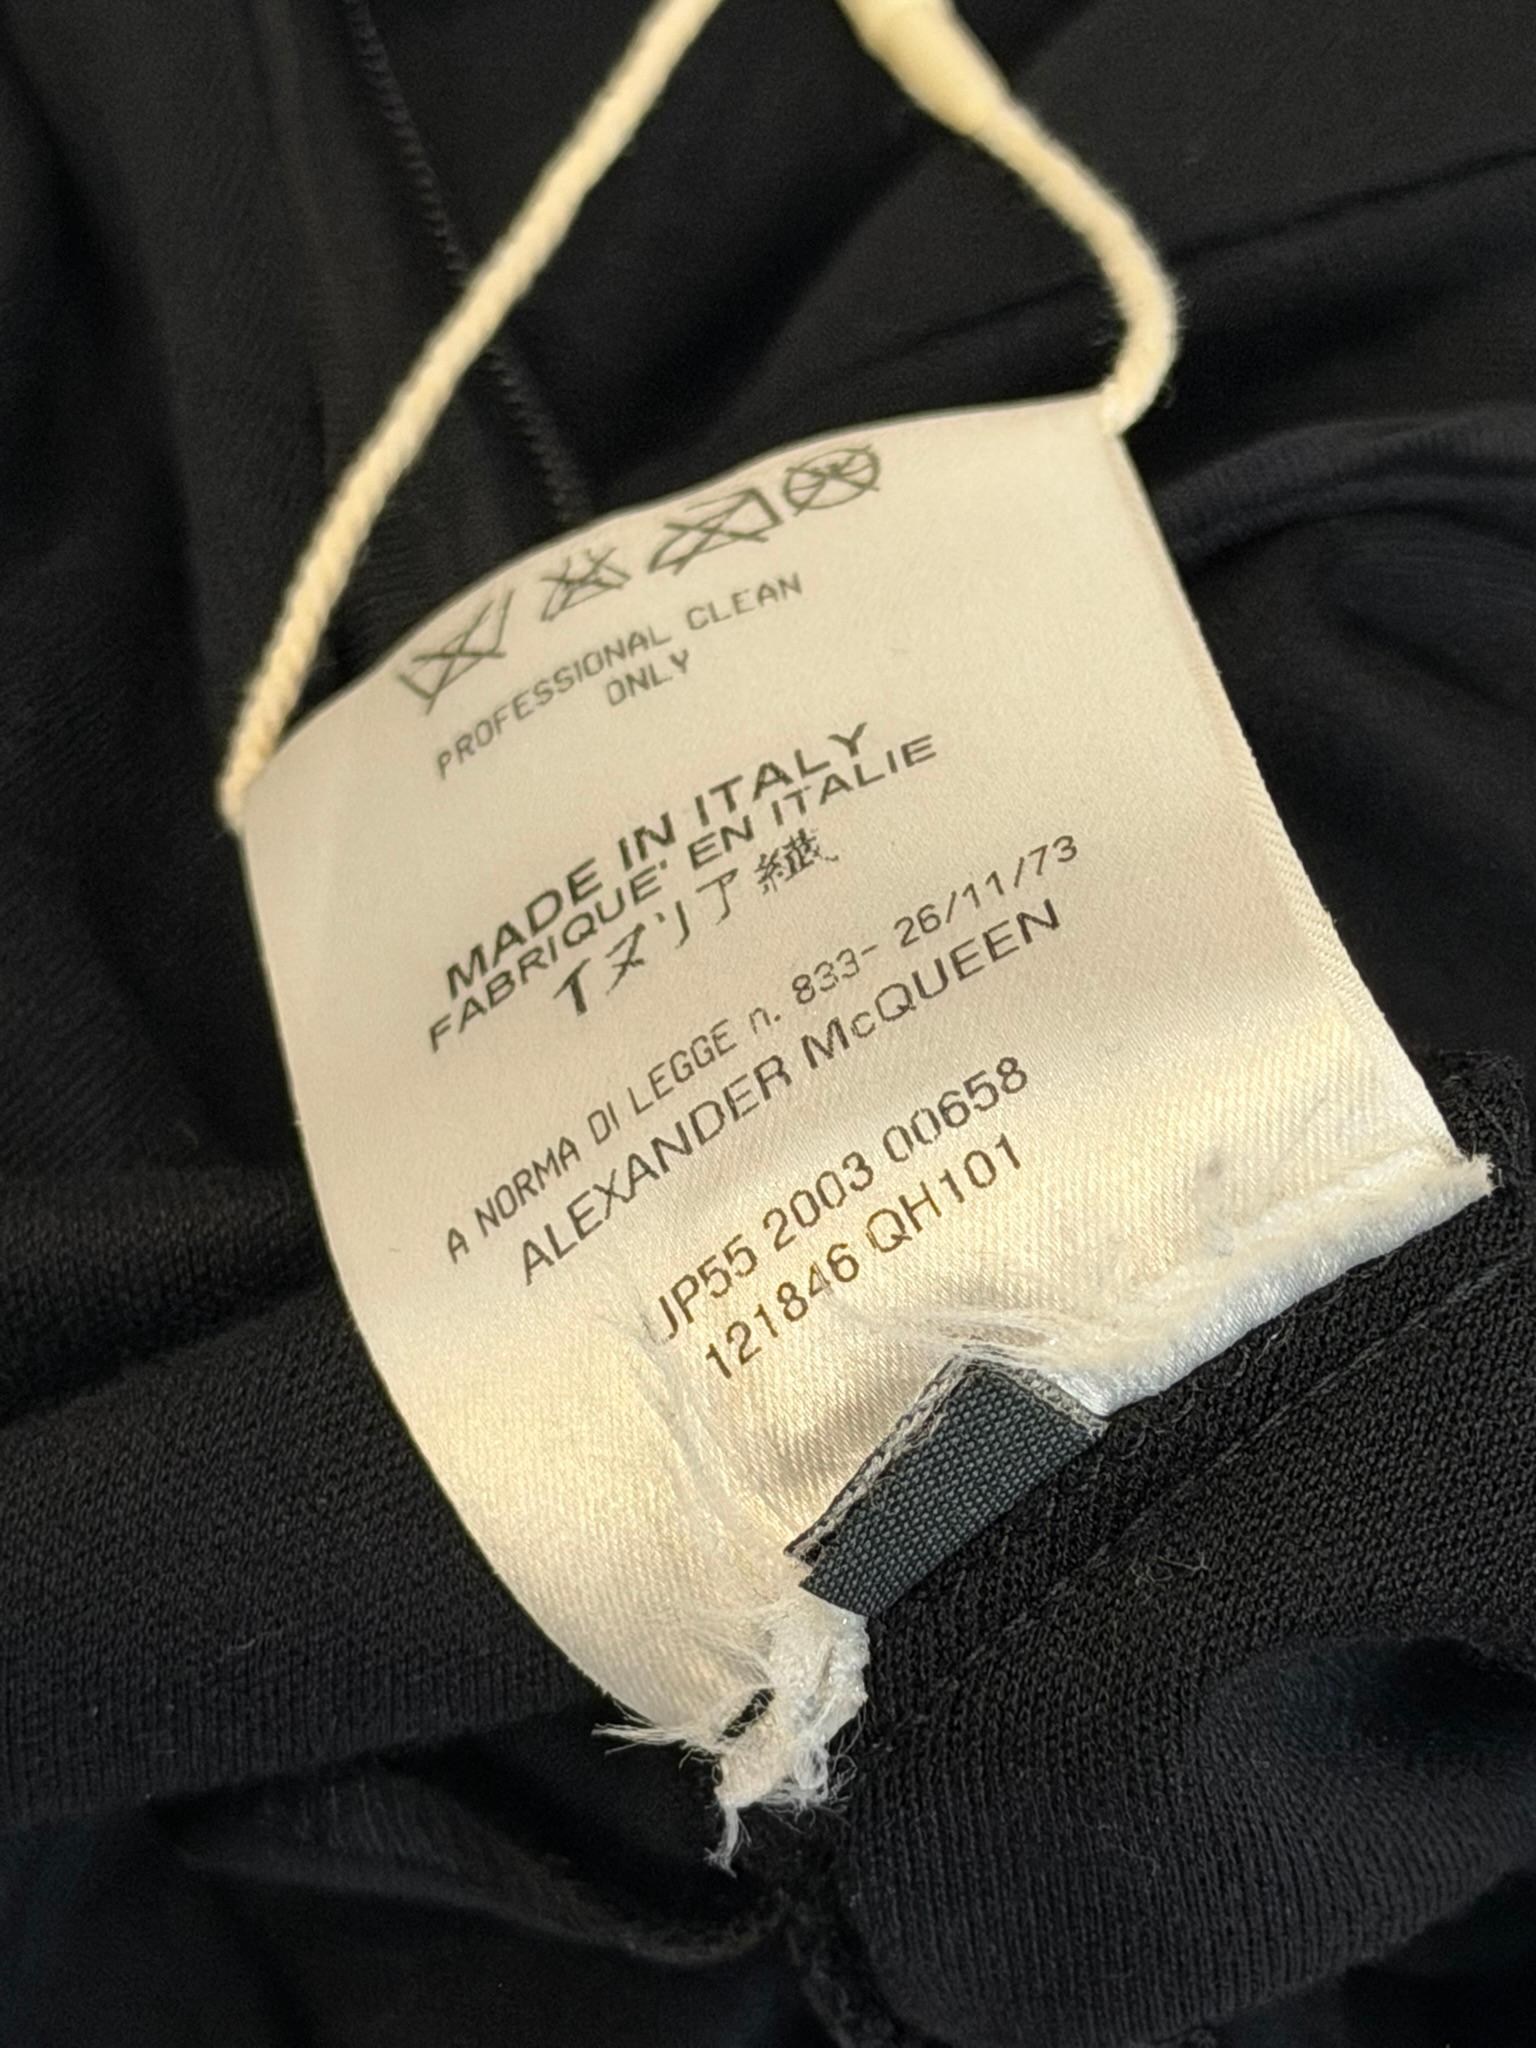 PROFESSIONAL CLEAN
ONLY
MADE IN ITALY
FABRIQUE' EN ITALIE
イタリア製
A NORMA DI LEGGE n. 833- 26/11/73
ALEXANDER McQUEEN
JP55 2003 00658
121846 QH101